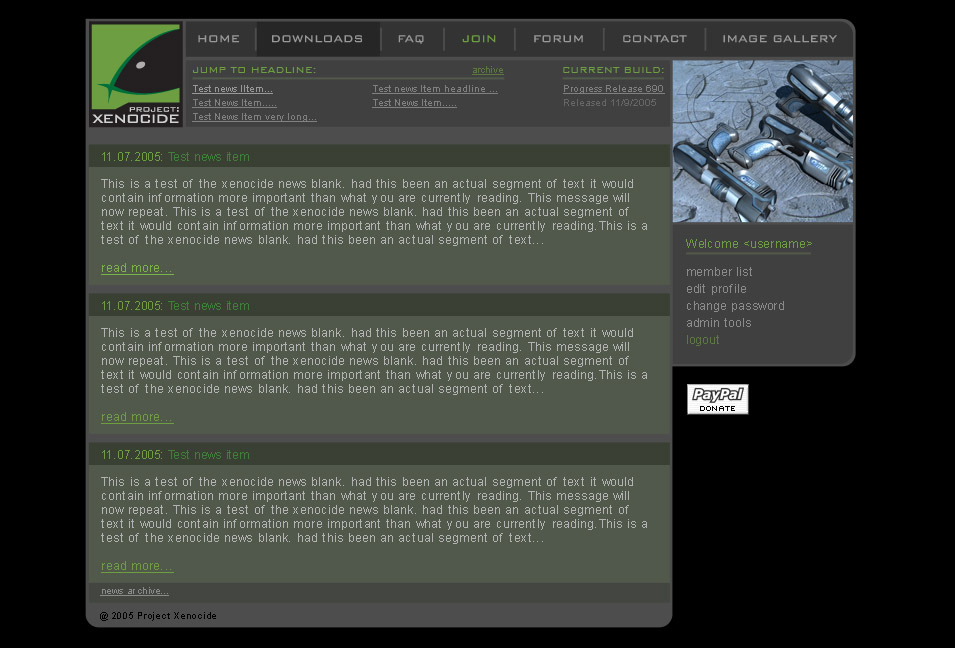 HOME DOWNLOADS FAQ JOIN FORUM CONTACT IMAGE GALLERY
PROJECT:
XENOCIDE
JUMP TO HEADLINE: archive
Test news IItem...
Test News Item.....
Test News Item very long...
Test news Item headline ...
Test News Item.....
CURRENT BUILD:
Progress Release 690
Released 11/9/2005
11.07.2005: Test news item
This is a test of the xenocide news blank. had this been an actual segment of text it would
contain information more important than what you are currently reading. This message will
now repeat. This is a test of the xenocide news blank. had this been an actual segment of
text it would contain information more important than what you are currently reading.This is a
test of the xenocide news blank. had this been an actual segment of text...
read more...
11.07.2005: Test news item
This is a test of the xenocide news blank. had this been an actual segment of text it would
contain information more important than what you are currently reading. This message will
now repeat. This is a test of the xenocide news blank. had this been an actual segment of
text it would contain information more important than what you are currently reading.This is a
test of the xenocide news blank. had this been an actual segment of text...
read more...
11.07.2005: Test news item
This is a test of the xenocide news blank. had this been an actual segment of text it would
contain information more important than what you are currently reading. This message will
now repeat. This is a test of the xenocide news blank. had this been an actual segment of
text it would contain information more important than what you are currently reading.This is a
test of the xenocide news blank. had this been an actual segment of text...
read more...
news archive...
@ 2005 Project Xenocide
Welcome <username>
member list
edit profile
change password
admin tools
logout
PayPal
DONATE